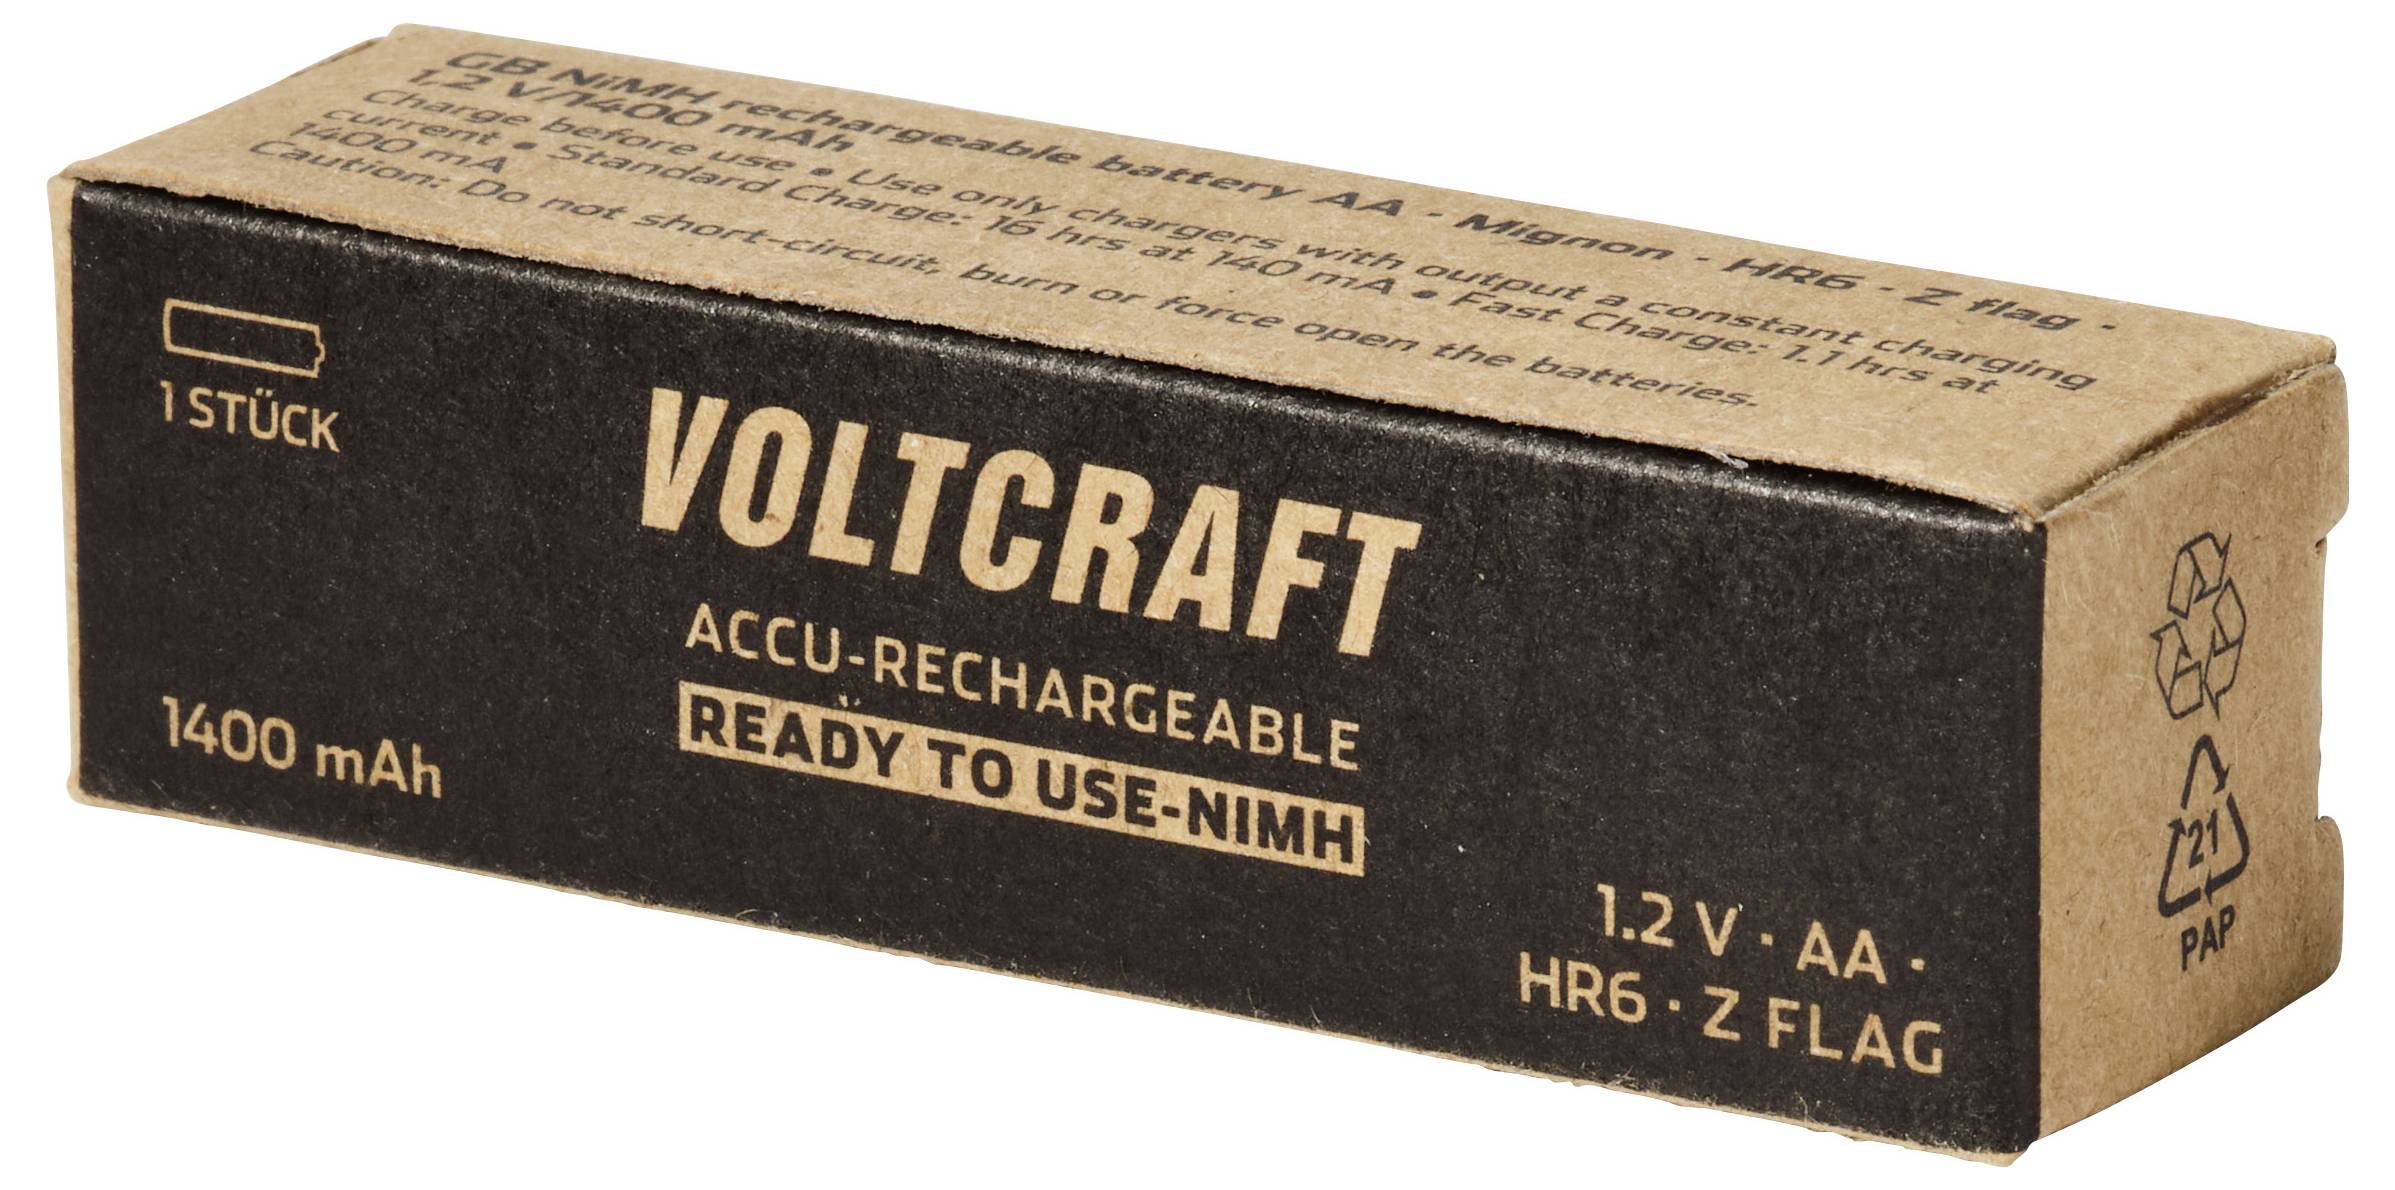 GB NiMH rechargeable battery AA · Mignon · HR6 · Z flag ·
1.2 V/1400 mAh
Charge before use • Use only chargers with output a constant charging
current • Standard Charge: 16 hrs at 140 mA • Fast Charge: 1.1 hrs at
1400 mA
Caution: Do not short-circuit, burn or force open the batteries.
1 STÜCK
VOLTCRAFT
ACCU-RECHARGEABLE
READY TO USE-NIMH
1400 mAh
1.2 V · AA ·
HR6 · Z FLAG
21
PAP